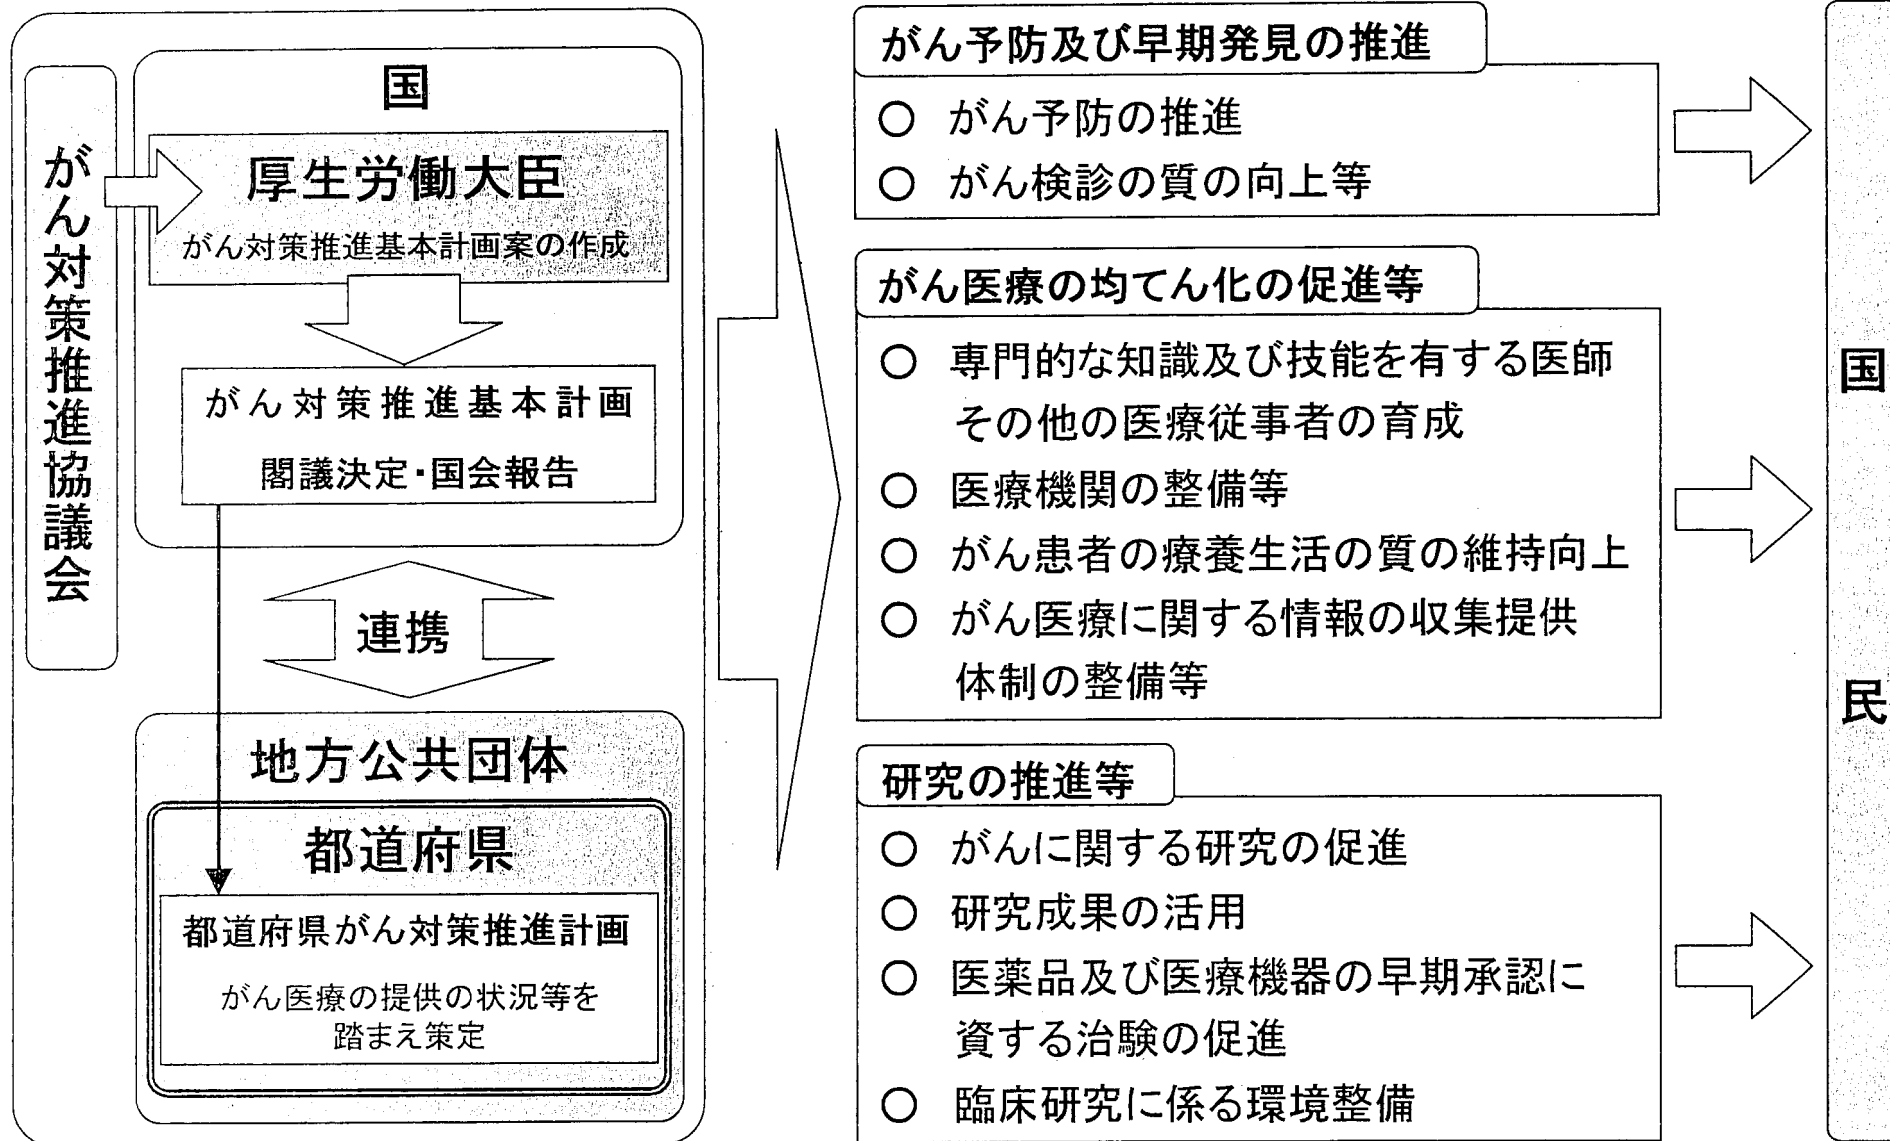 がん対策推進協議会
国
厚生労働大臣
がん対策推進基本計画案の作成
がん対策推進基本計画
閣議決定・国会報告
連携
地方公共団体
都道府県
都道府県がん対策推進計画
がん医療の提供の状況等を
踏まえ策定
がん予防及び早期発見の推進
○ がん予防の推進
○ がん検診の質の向上等
がん医療の均てん化の促進等
○ 専門的な知識及び技能を有する医師
その他の医療従事者の育成
○ 医療機関の整備等
○ がん患者の療養生活の質の維持向上
○ がん医療に関する情報の収集提供
体制の整備等
研究の推進等
○ がんに関する研究の促進
○ 研究成果の活用
○ 医薬品及び医療機器の早期承認に
資する治験の促進
○ 臨床研究に係る環境整備
国民